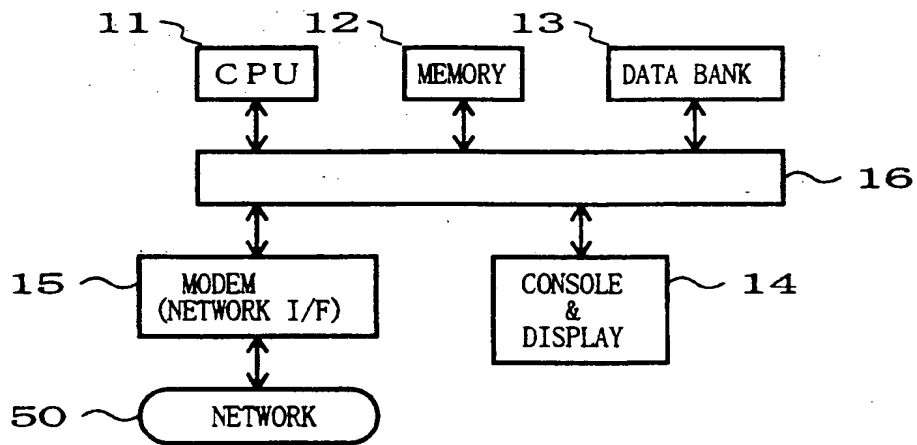 11
12
13
CPU
MEMORY
DATA BANK
16
15
MODEM
(NETWORK I/F)
CONSOLE
&
DISPLAY
14
50
NETWORK